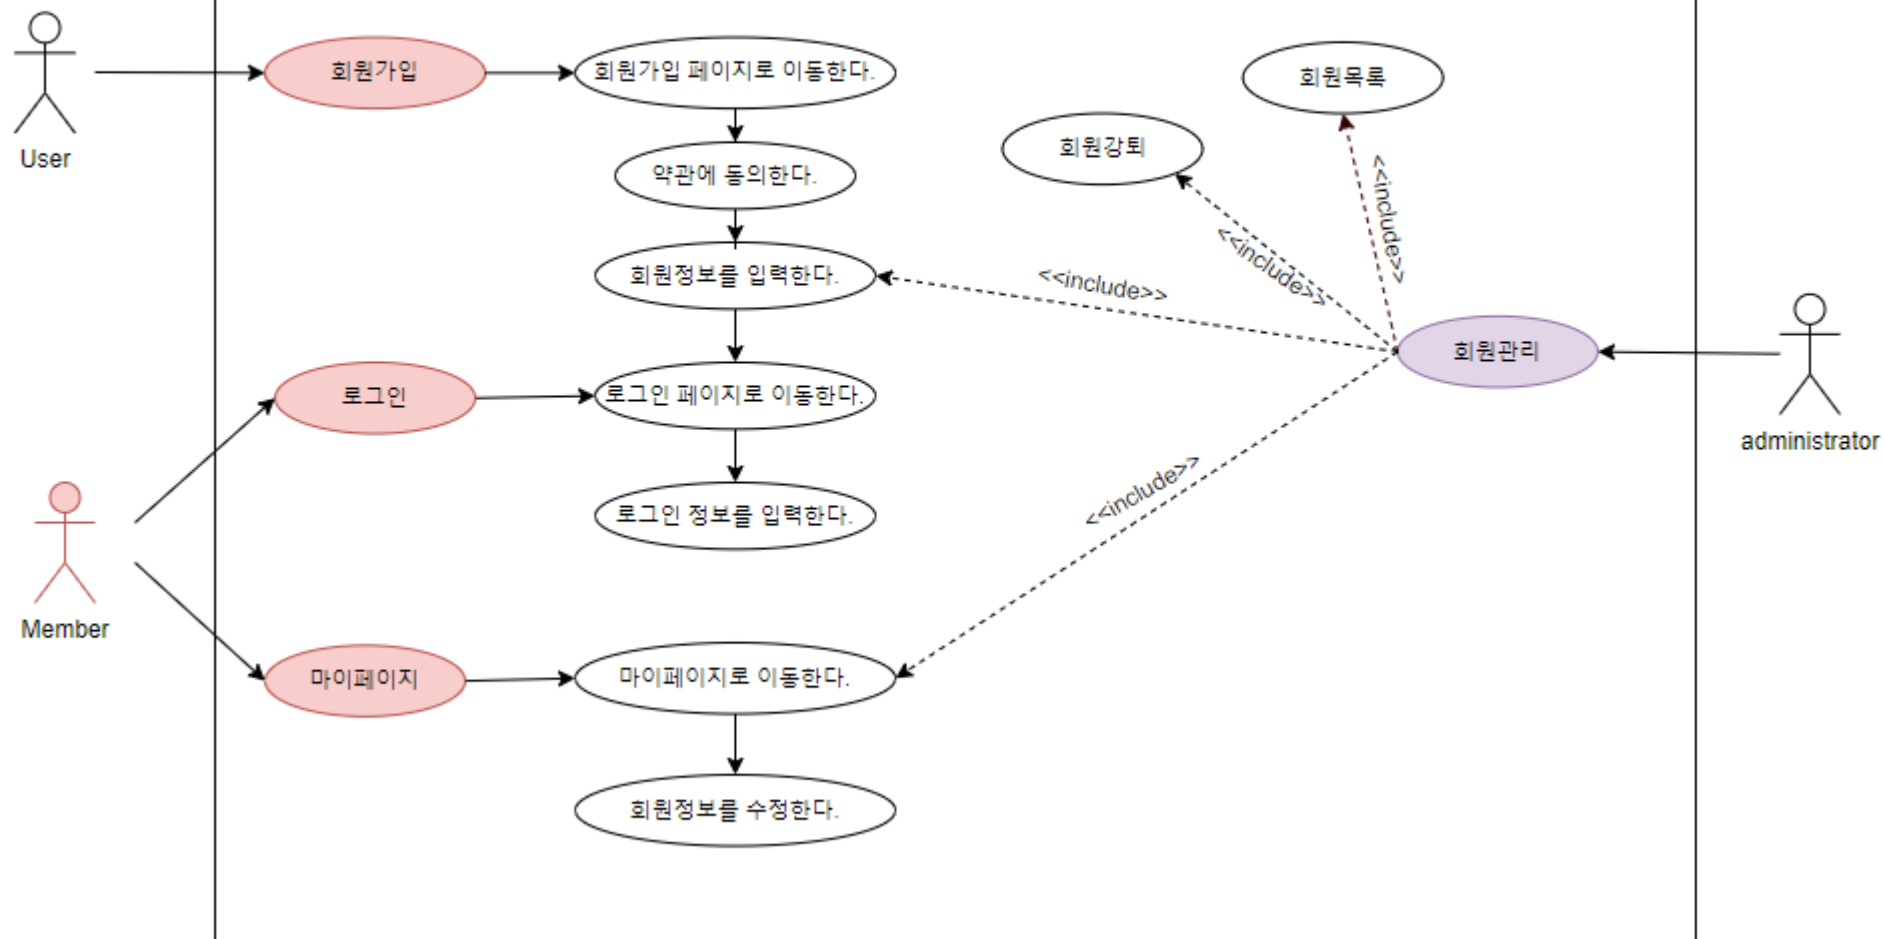 User
회원가입
회원가입 페이지로 이동한다.
약관에 동의한다.
회원정보를 입력한다.
로그인
로그인 페이지로 이동한다.
로그인 정보를 입력한다.
Member
마이페이지
마이페이지로 이동한다.
회원정보를 수정한다.
회원목록
회원강퇴
<<include>>
<<include>>
<<include>>
<<include>>
회원관리
administrator